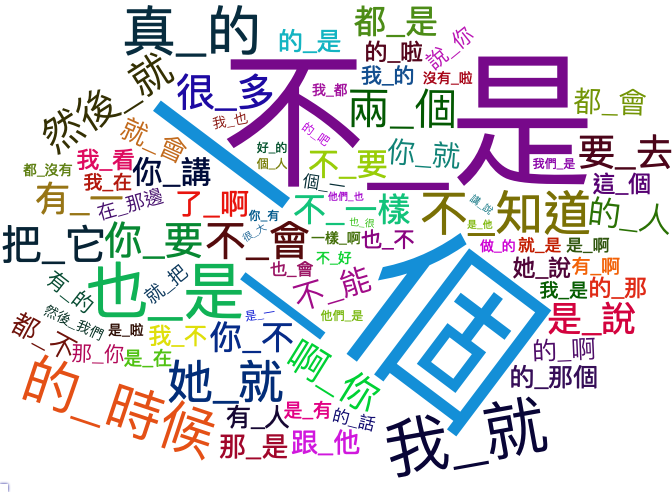 真_的
都_是
的_是
的_啦
說_你
不_是
一_個
然後_就
很_多
我_的
沒有_啦
我_都
兩_個
都_會
就_會
我_也
的_吧
好_的
個_人
不_要
你_就
我們_是
要_去
都_沒有
我_看
我_在
你_講
個_一
他們_也
這_個
有_一
在_那邊
了_啊
你_有
很_大
不_一樣
也_很
講_說
是_他
不_知道
的_人
把_它
你_要
不_會
一樣_啊
也_不
做_的
就_是
是_啊
不_好
也_會
她_說
有_啊
有_的
就_把
也_是
不_能
我_是
的_那
然後_我們
是_啦
是_一
他們_是
是_說
都_不
那_你
是_在
我_不
你_不
啊_你
的_啊
的_那個
的_時候
她_就
有_人
是_有
的_話
那_是
跟_他
我_就